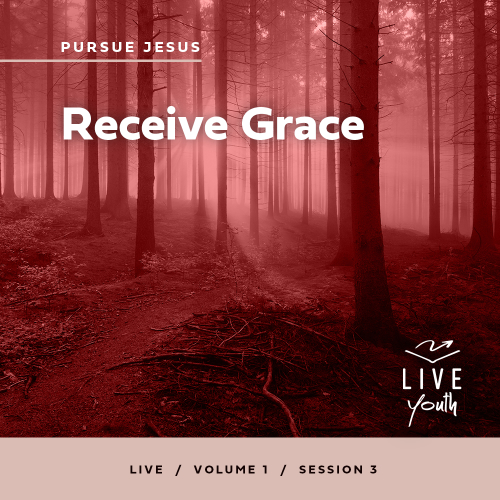 PURSUE JESUS
Receive Grace
LIVE
Youth
LIVE / VOLUME 1 / SESSION 3